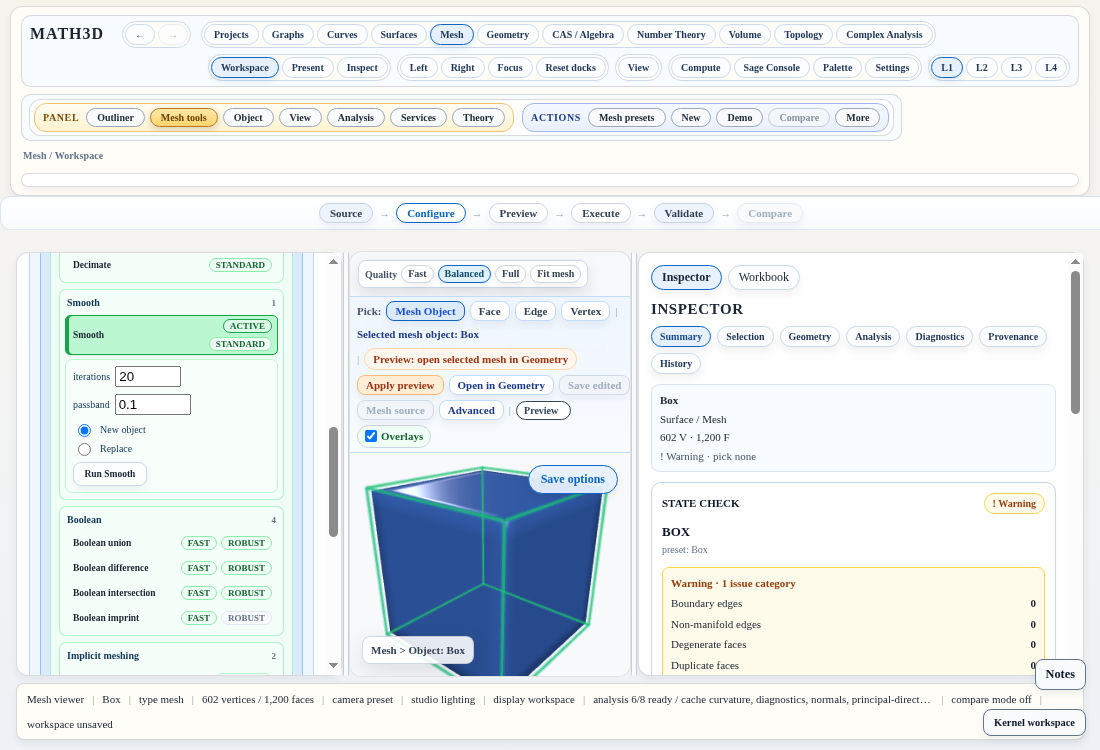 MATH3D ← → Projects Graphs Curves Surfaces Mesh Geometry CAS / Algebra Number Theory Volume Topology Complex Analysis
Workspace Present Inspect Left Right Focus Reset docks View Compute Sage Console Palette Settings L1 L2 L3 L4
PANEL Outliner Mesh tools Object View Analysis Services Theory ACTIONS Mesh presets New Demo Compare More
Mesh / Workspace
Source → Configure → Preview → Execute → Validate → Compare
Decimate STANDARD
Smooth 1
Smooth ACTIVE STANDARD
iterations 20
passband 0.1
New object
Replace
Run Smooth
Boolean 4
Boolean union FAST ROBUST
Boolean difference FAST ROBUST
Boolean intersection FAST ROBUST
Boolean imprint FAST ROBUST
Implicit meshing 2
Quality Fast Balanced Full Fit mesh
Pick: Mesh Object Face Edge Vertex |
Selected mesh object: Box
| Preview: open selected mesh in Geometry
Apply preview Open in Geometry Save edited
Mesh source Advanced | Preview
Overlays
Save options
Mesh > Object: Box
Inspector Workbook
INSPECTOR
Summary Selection Geometry Analysis Diagnostics Provenance
History
Box
Surface / Mesh
602 V · 1,200 F
! Warning · pick none
STATE CHECK ! Warning
BOX
preset: Box
Warning · 1 issue category
Boundary edges 0
Non-manifold edges 0
Degenerate faces 0
Duplicate faces 0
Notes
Mesh viewer | Box | type mesh | 602 vertices / 1,200 faces | camera preset | studio lighting | display workspace | analysis 6/8 ready / cache curvature, diagnostics, normals, principal-direct… | compare mode off |
workspace unsaved
Kernel workspace